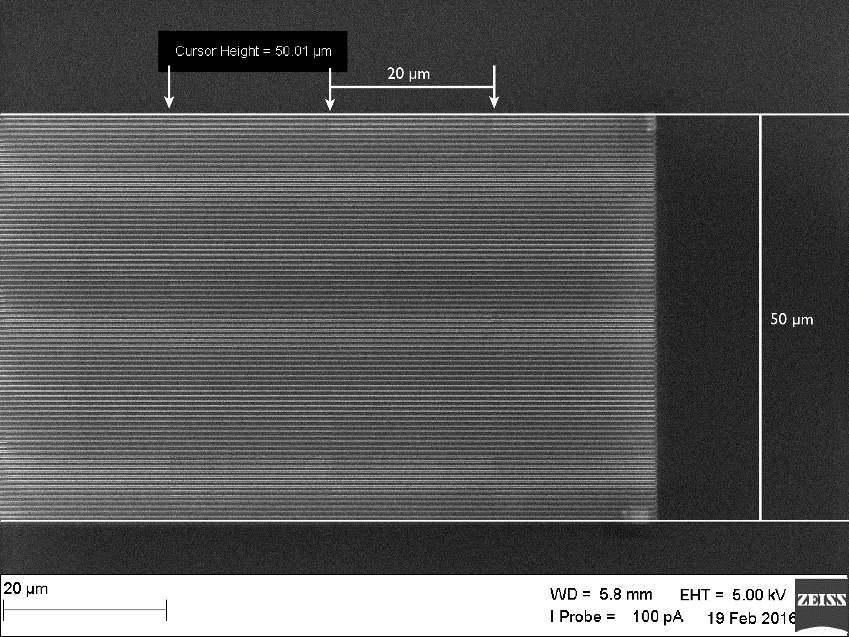 Cursor Height = 50.01 µm
20 µm
50 µm
20 µm
WD = 5.8 mm EHT = 5.00 kV
I Probe = 100 pA 19 Feb 2016
ZEISS